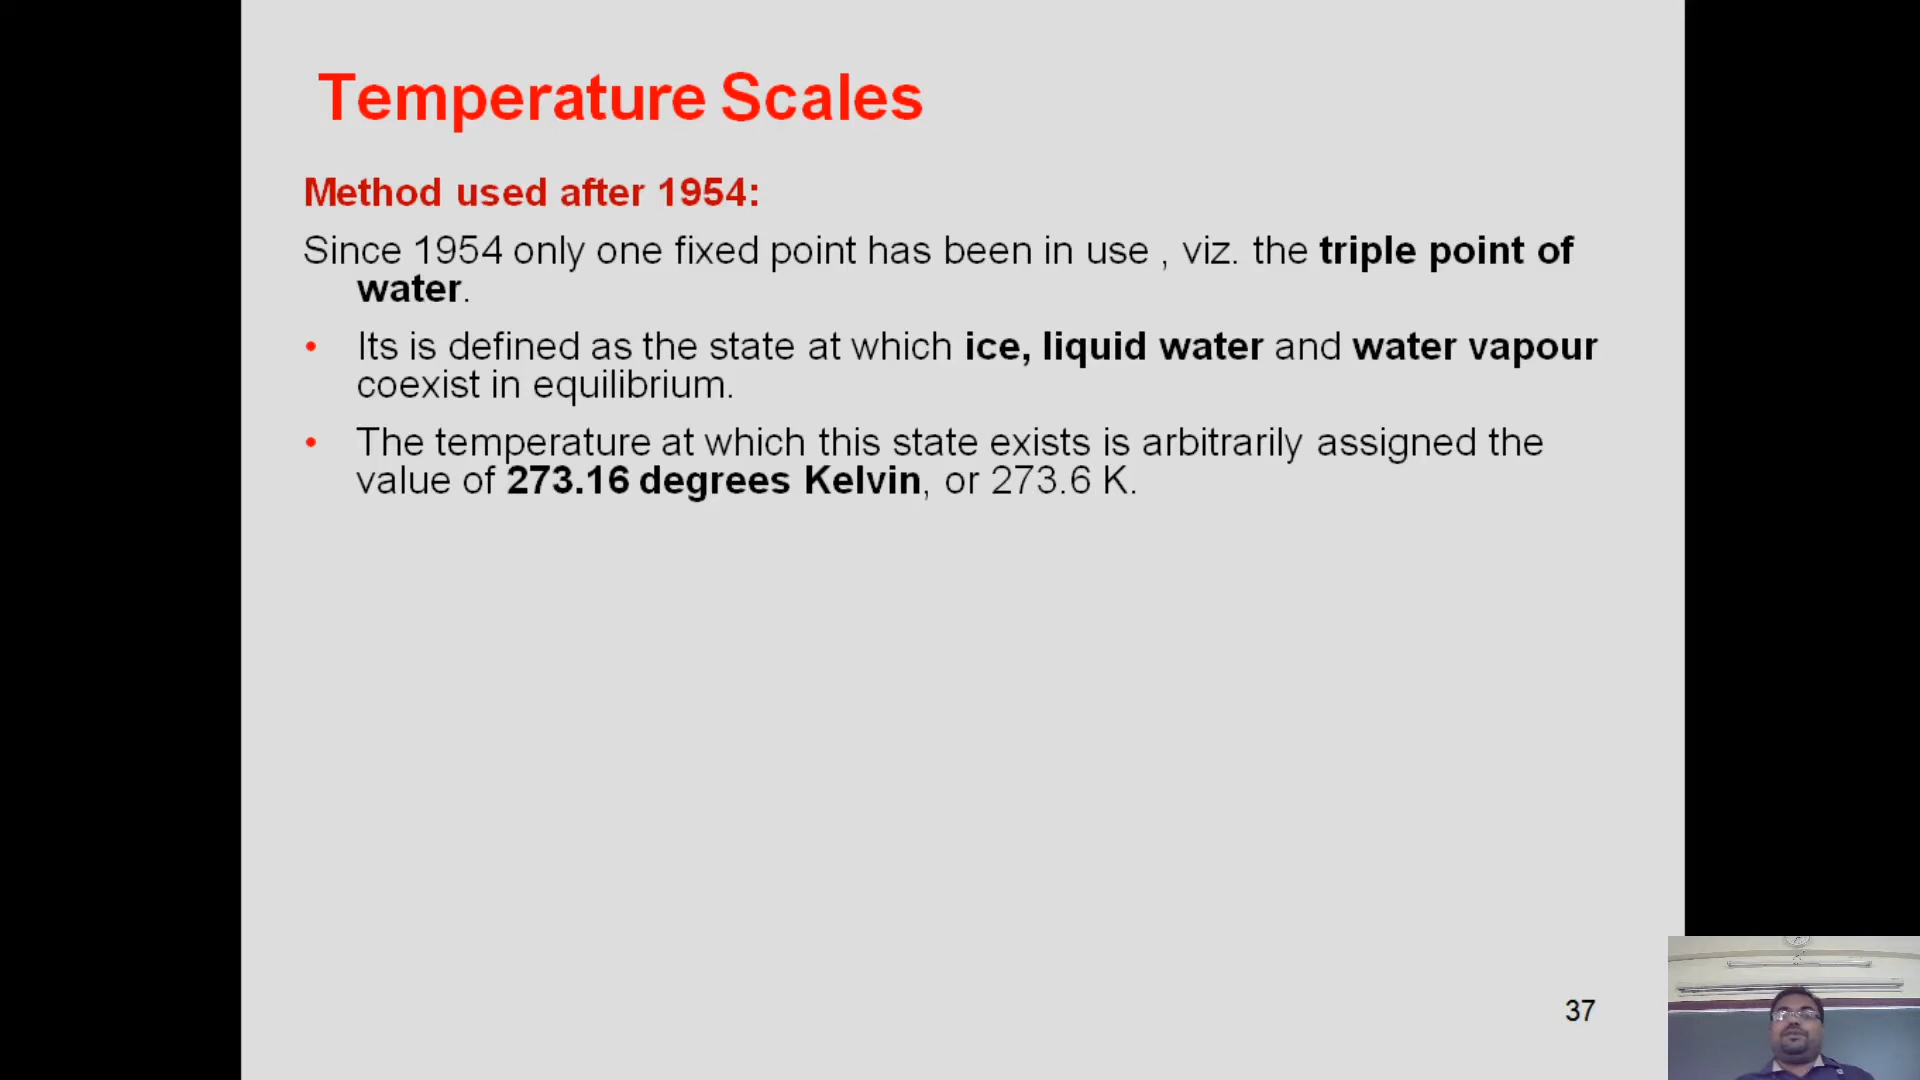 Temperature Scales
Method used after 1954:
Since 1954 only one fixed point has been in use , viz. the triple point of
water.
• Its is defined as the state at which ice, liquid water and water vapour
coexist in equilibrium.
• The temperature at which this state exists is arbitrarily assigned the
value of 273.16 degrees Kelvin, or 273.6 K.
37